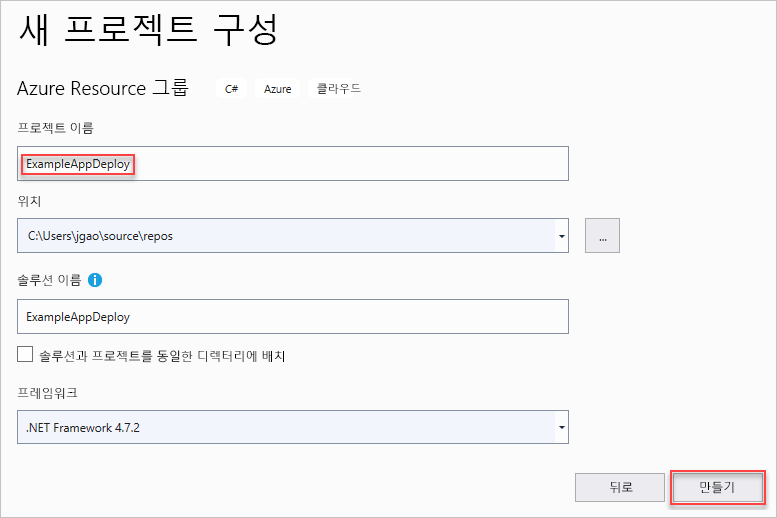 새 프로젝트 구성
Azure Resource 그룹 C# Azure 클라우드
프로젝트 이름
ExampleAppDeploy
위치
C:\Users\jgao\source\repos ...
솔루션 이름
ExampleAppDeploy
솔루션과 프로젝트를 동일한 디렉터리에 배치
프레임워크
.NET Framework 4.7.2
뒤로 만들기